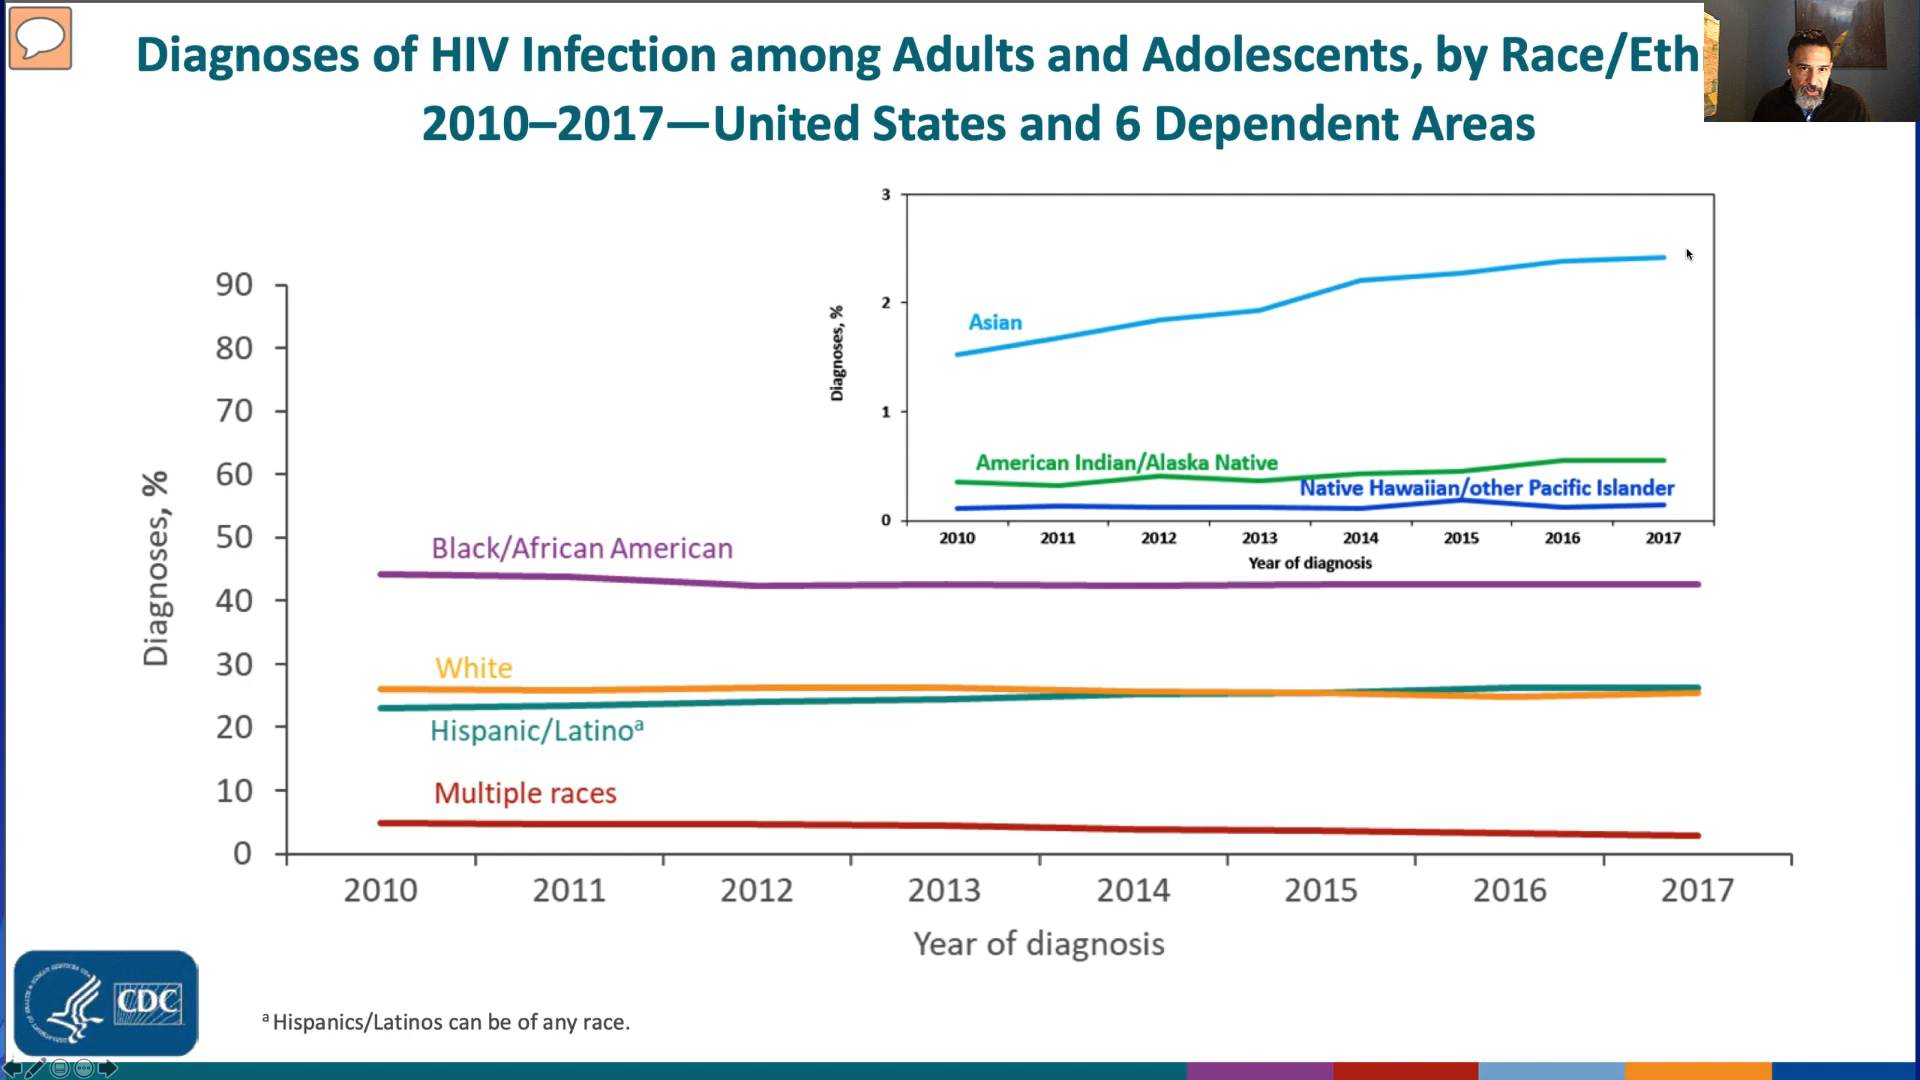 Diagnoses of HIV Infection among Adults and Adolescents, by Race/Eth
2010–2017—United States and 6 Dependent Areas
3
2
1
0
Diagnoses, %
Asian
American Indian/Alaska Native
Native Hawaiian/other Pacific Islander
2010 2011 2012 2013 2014 2015 2016 2017
Year of diagnosis
90
80
70
60
50
40
30
20
10
0
Diagnoses, %
Black/African American
White
Hispanic/Latinoᵃ
Multiple races
2010 2011 2012 2013 2014 2015 2016 2017
Year of diagnosis
CDC
ᵃ Hispanics/Latinos can be of any race.